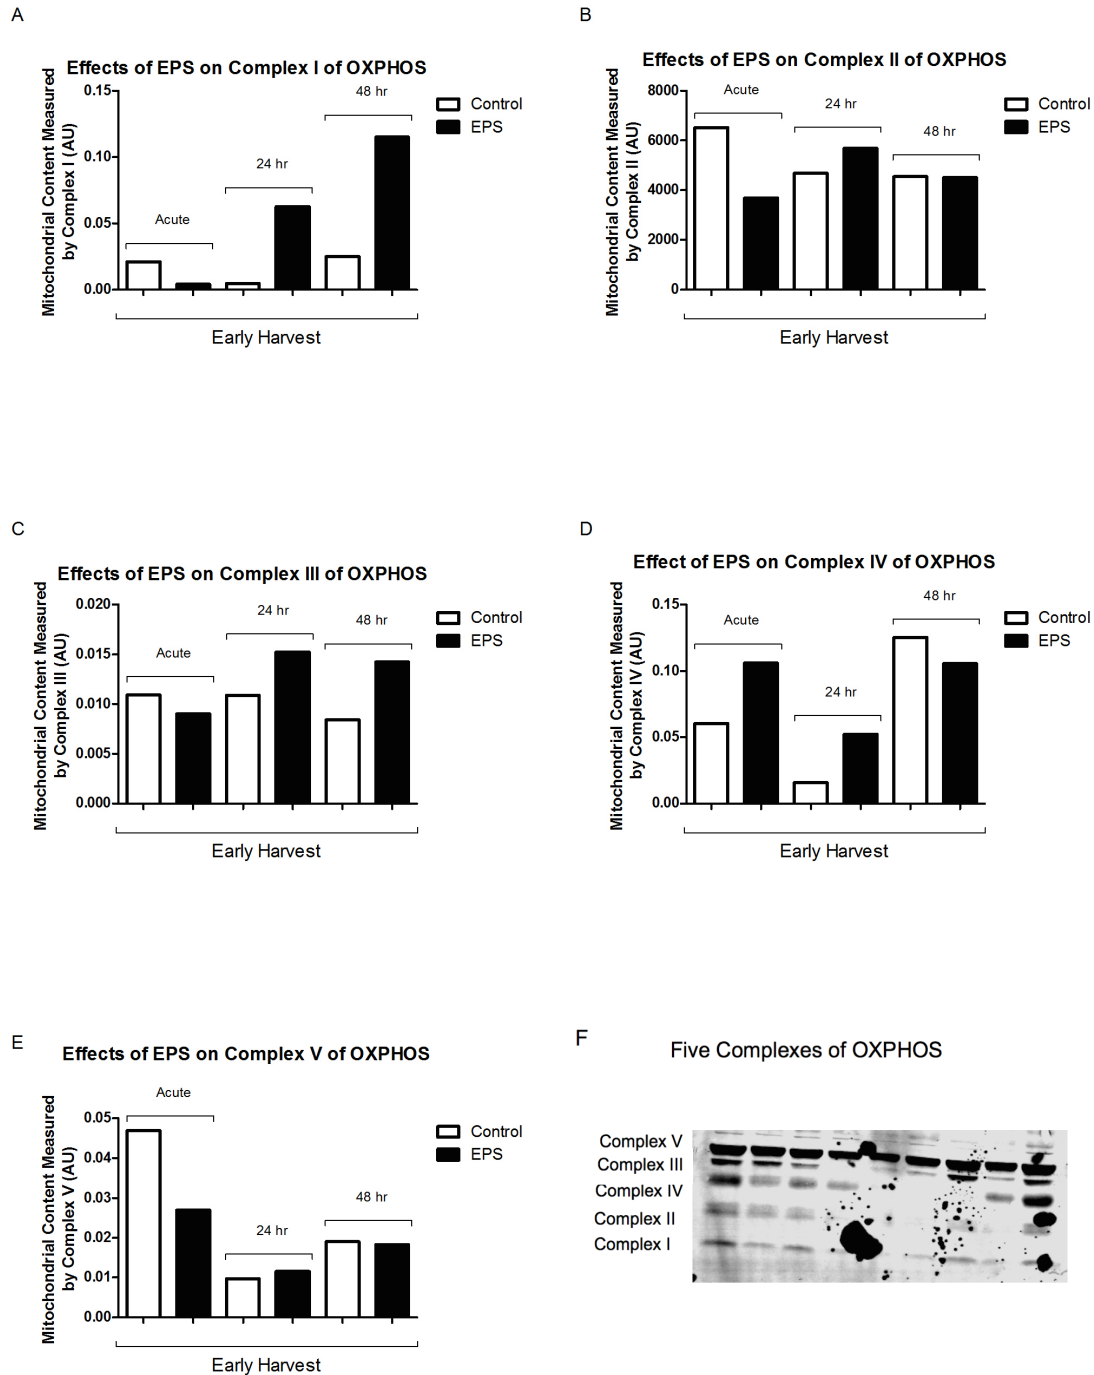 A
Effects of EPS on Complex I of OXPHOS
Mitochondrial Content Measured
by Complex I (AU)
0.15
0.10
0.05
0.00
Acute
24 hr
48 hr
Control
EPS
Early Harvest
B
Effects of EPS on Complex II of OXPHOS
Mitochondrial Content Measured
by Complex II (AU)
8000
6000
4000
2000
0
Acute
24 hr
48 hr
Control
EPS
Early Harvest
C
Effects of EPS on Complex III of OXPHOS
Mitochondrial Content Measured
by Complex III (AU)
0.020
0.015
0.010
0.005
0.000
Acute
24 hr
48 hr
Control
EPS
Early Harvest
D
Effect of EPS on Complex IV of OXPHOS
Mitochondrial Content Measured
by Complex IV (AU)
0.15
0.10
0.05
0.00
Acute
24 hr
48 hr
Control
EPS
Early Harvest
E
Effects of EPS on Complex V of OXPHOS
Mitochondrial Content Measured
by Complex V (AU)
0.05
0.04
0.03
0.02
0.01
0.00
Acute
24 hr
48 hr
Control
EPS
Early Harvest
F
Five Complexes of OXPHOS
Complex V
Complex III
Complex IV
Complex II
Complex I